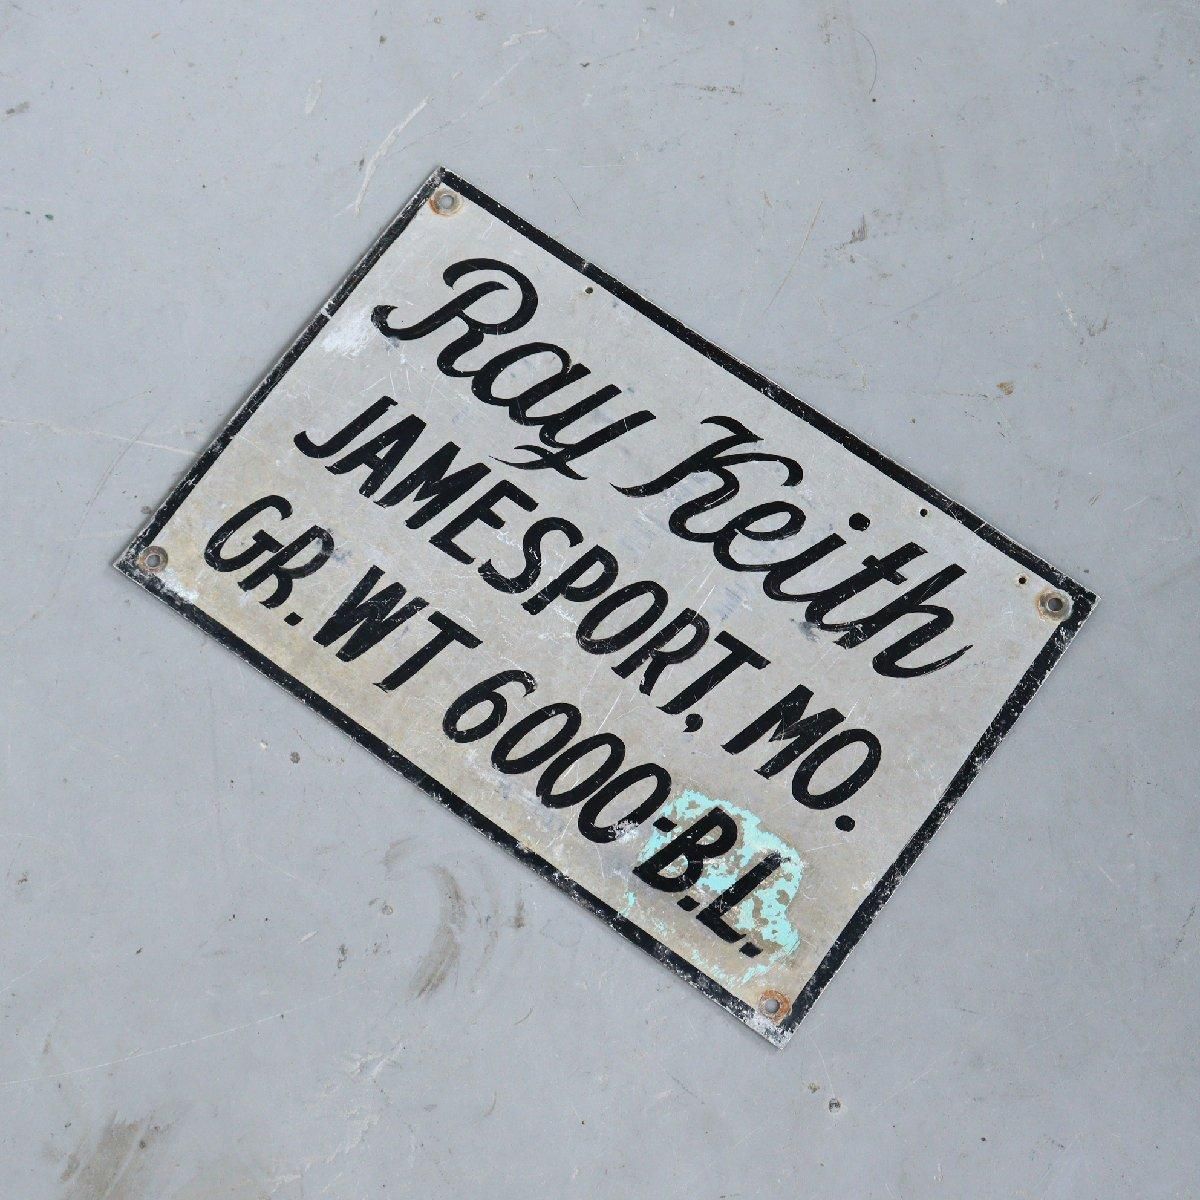 Ray Keith
JAMESPORT, MO.
GR. WT 6000-B.L.